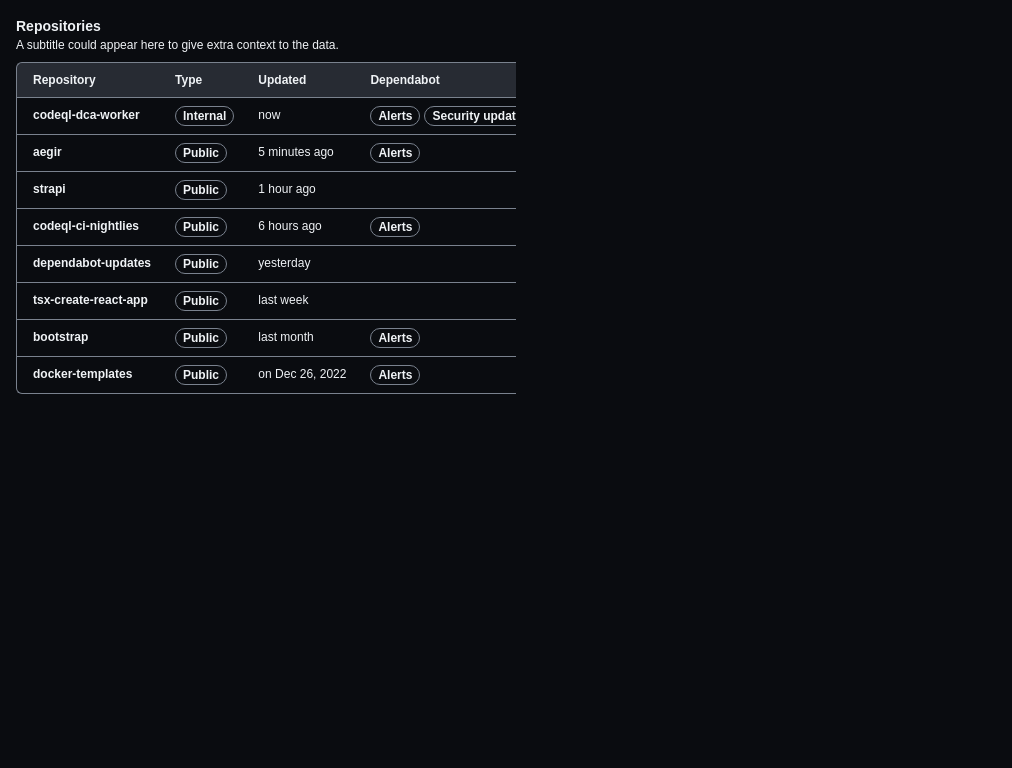 Repositories
A subtitle could appear here to give extra context to the data.
Repository Type Updated Dependabot
codeql-dca-worker Internal now Alerts Security updat
aegir Public 5 minutes ago Alerts
strapi Public 1 hour ago
codeql-ci-nightlies Public 6 hours ago Alerts
dependabot-updates Public yesterday
tsx-create-react-app Public last week
bootstrap Public last month Alerts
docker-templates Public on Dec 26, 2022 Alerts